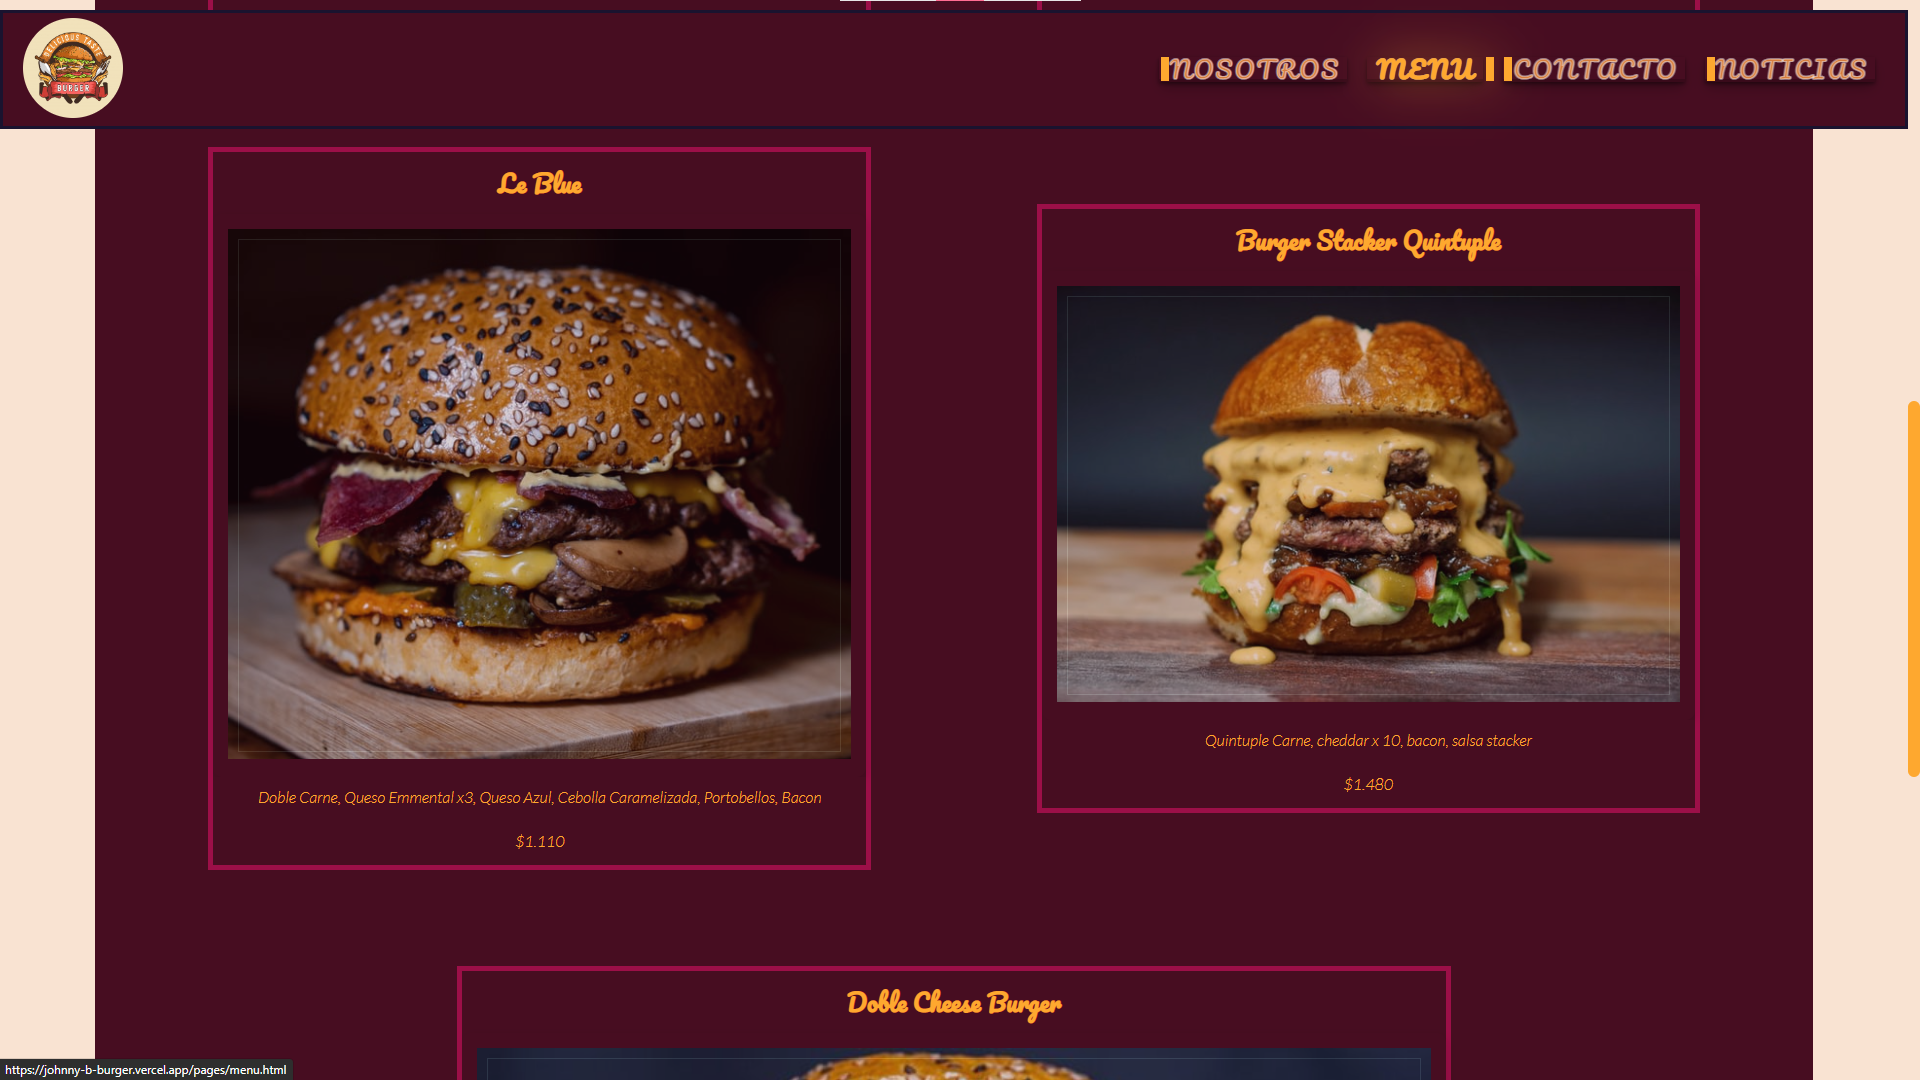 DELICIOUS TASTE
BURGER
NOSOTROS
MENU
CONTACTO
NOTICIAS
Le Blue
Doble Carne, Queso Emmental x3, Queso Azul, Cebolla Caramelizada, Portobellos, Bacon
$1.110
Burger Stacker Quintuple
Quintuple Carne, cheddar x 10, bacon, salsa stacker
$1.480
Doble Cheese Burger
https://johnny-b-burger.vercel.app/pages/menu.html